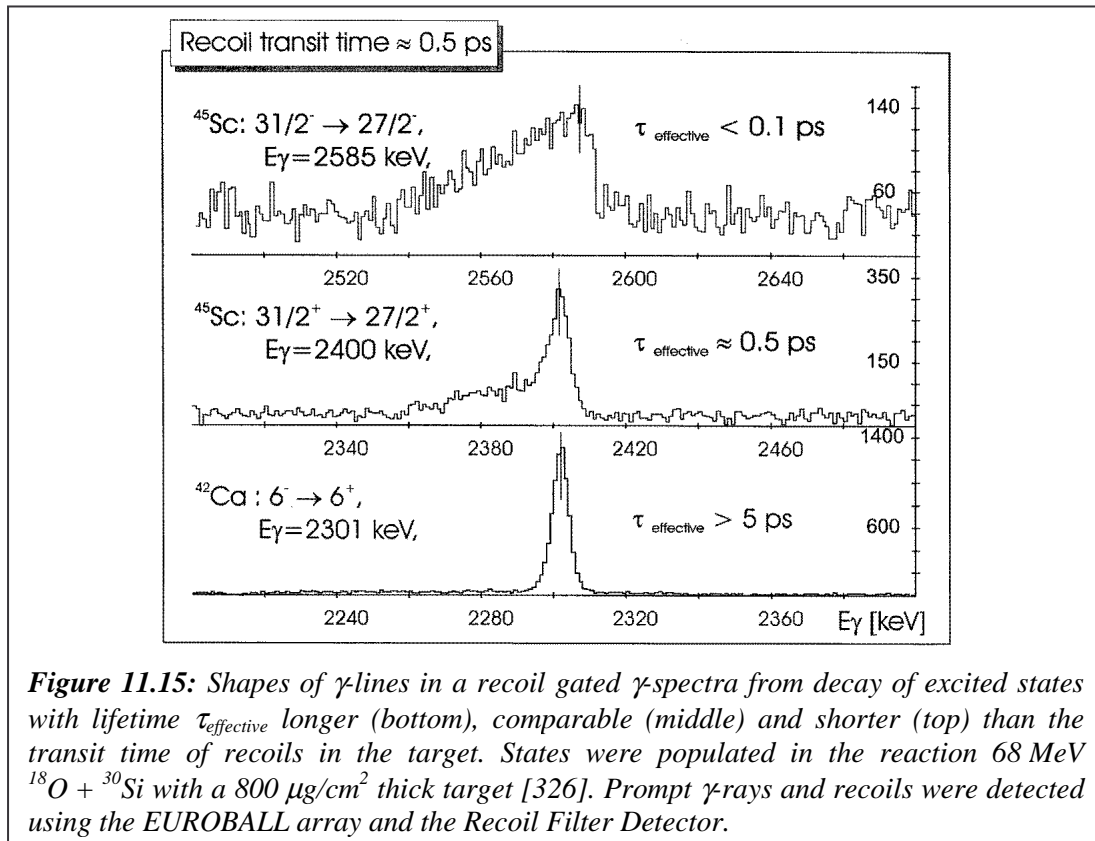 Recoil transit time ≈ 0.5 ps
⁴⁵Sc: 31/2⁻ → 27/2⁻,
Eγ=2585 keV,
τ effective < 0.1 ps
140
60
2520 2560 2600 2640
⁴⁵Sc: 31/2⁺ → 27/2⁺,
Eγ=2400 keV,
τ effective ≈ 0.5 ps
350
150
2340 2380 2420 2460
⁴²Ca : 6⁻ → 6⁺,
Eγ=2301 keV,
τ effective > 5 ps
1400
600
2240 2280 2320 2360 Eγ [keV]
Figure 11.15: Shapes of γ-lines in a recoil gated γ-spectra from decay of excited states
with lifetime τeffective longer (bottom), comparable (middle) and shorter (top) than the
transit time of recoils in the target. States were populated in the reaction 68 MeV
¹⁸O + ³⁰Si with a 800 μg/cm² thick target [326]. Prompt γ-rays and recoils were detected
using the EUROBALL array and the Recoil Filter Detector.